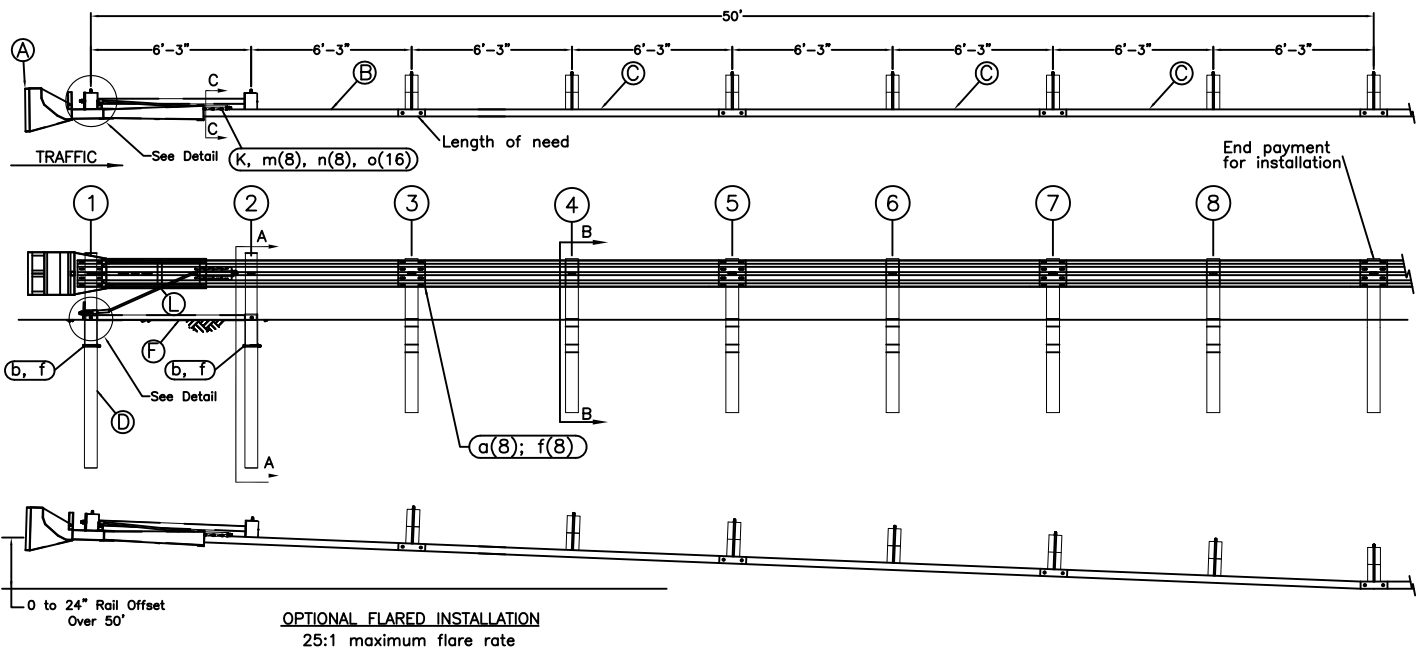 50'
6'-3" 6'-3" 6'-3" 6'-3" 6'-3" 6'-3" 6'-3" 6'-3"
A
C
B
C
C
C
C
Length of need
TRAFFIC
See Detail
K, m(8), n(8), o(16)
End payment
for installation
1 2 3 4 5 6 7 8
A
B
L
F
b, f
b, f
See Detail
D
B
a(8); f(8)
A
0 to 24" Rail Offset
Over 50'
OPTIONAL FLARED INSTALLATION
25:1 maximum flare rate